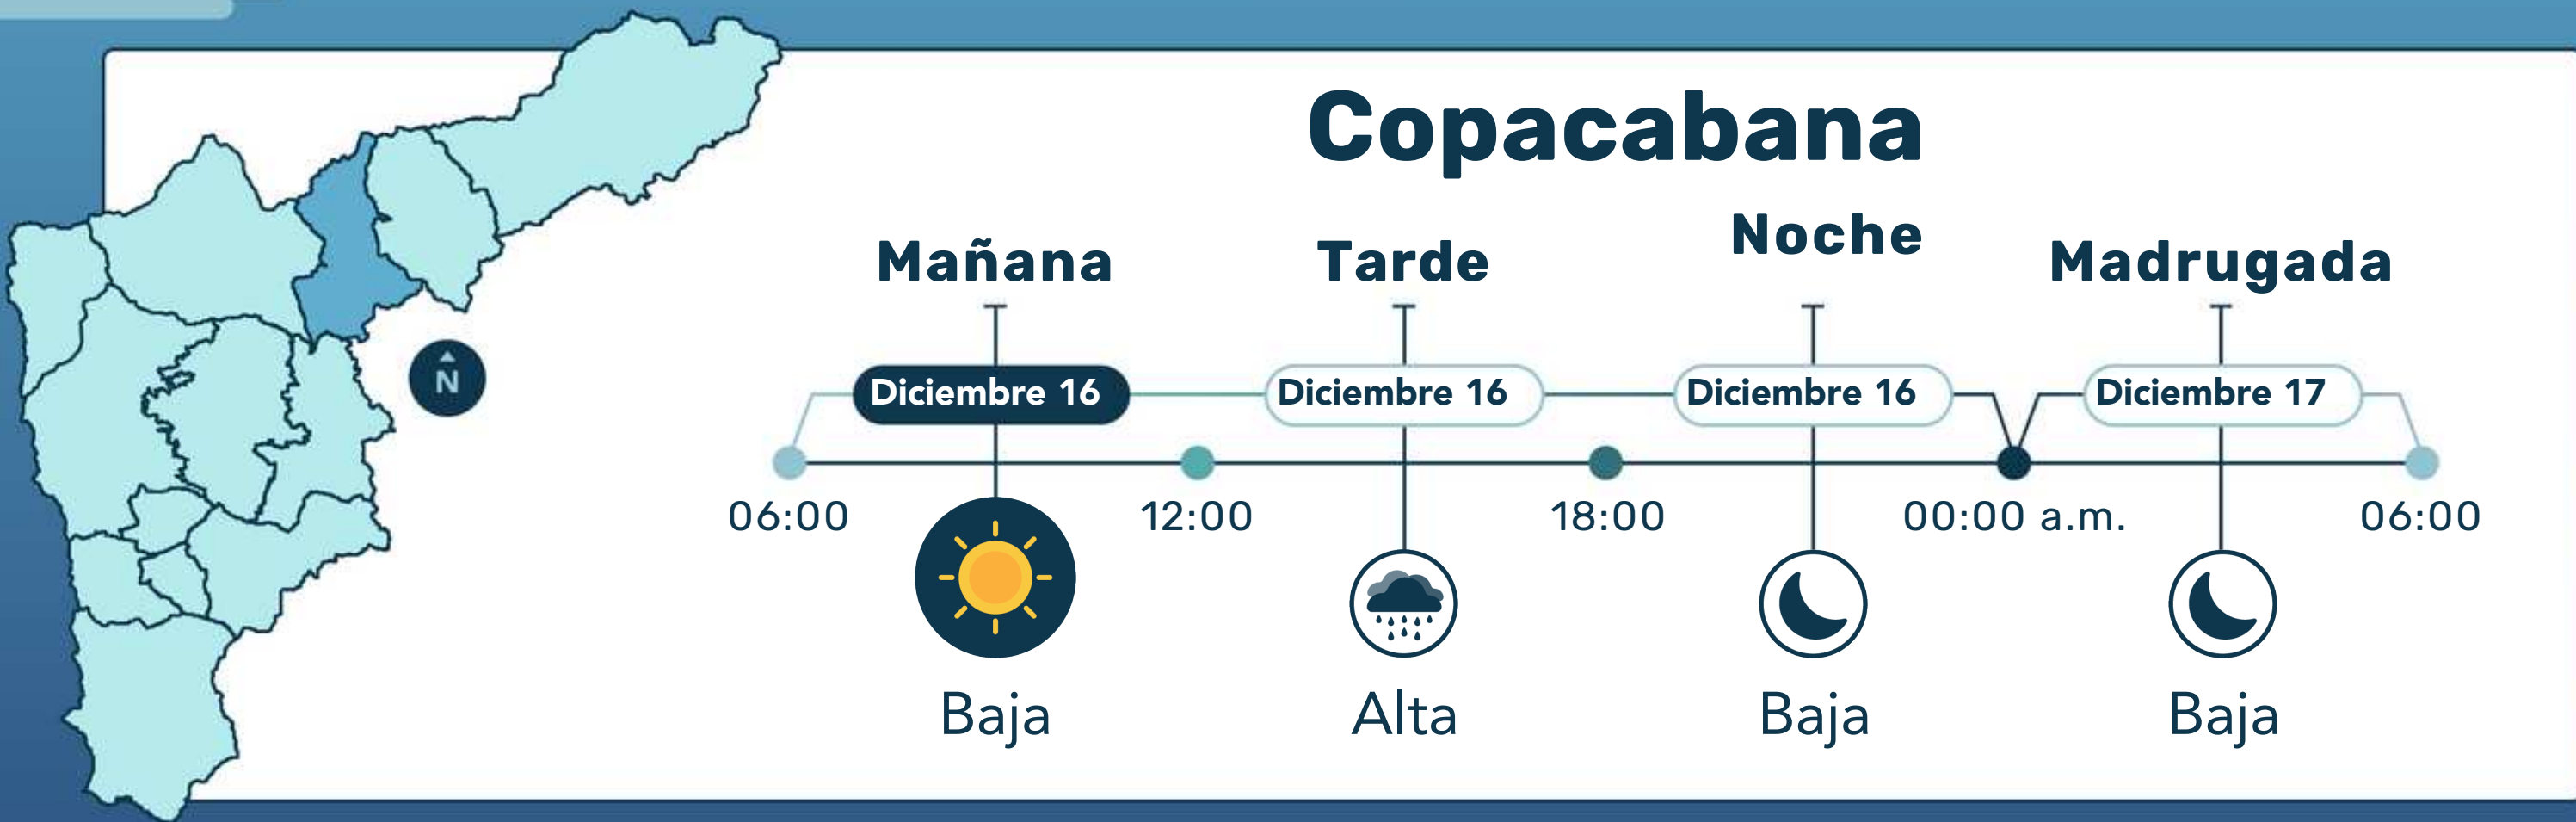 Copacabana
Mañana
Tarde
Noche
Madrugada
Diciembre 16
Diciembre 16
Diciembre 16
Diciembre 17
N
06:00
12:00
18:00
00:00 a.m.
06:00
Baja
Alta
Baja
Baja